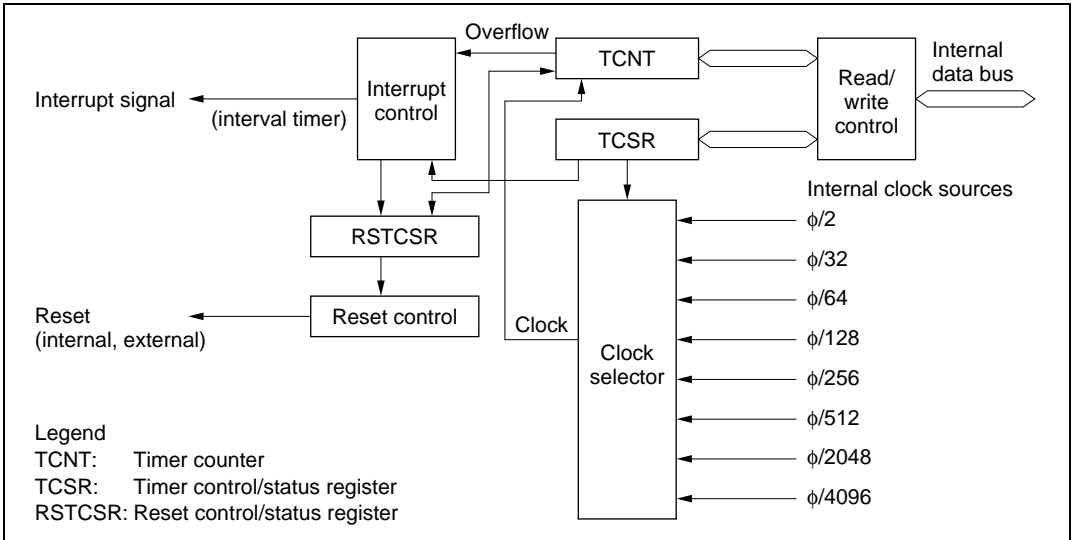 Overflow
TCNT
Internal
data bus
Read/
write
control
Interrupt
control
Interrupt signal
(interval timer)
TCSR
Internal clock sources
RSTCSR
ϕ/2
ϕ/32
ϕ/64
Reset
(internal, external)
Reset control
Clock
ϕ/128
Clock
selector
ϕ/256
ϕ/512
ϕ/2048
ϕ/4096
Legend
TCNT: Timer counter
TCSR: Timer control/status register
RSTCSR: Reset control/status register